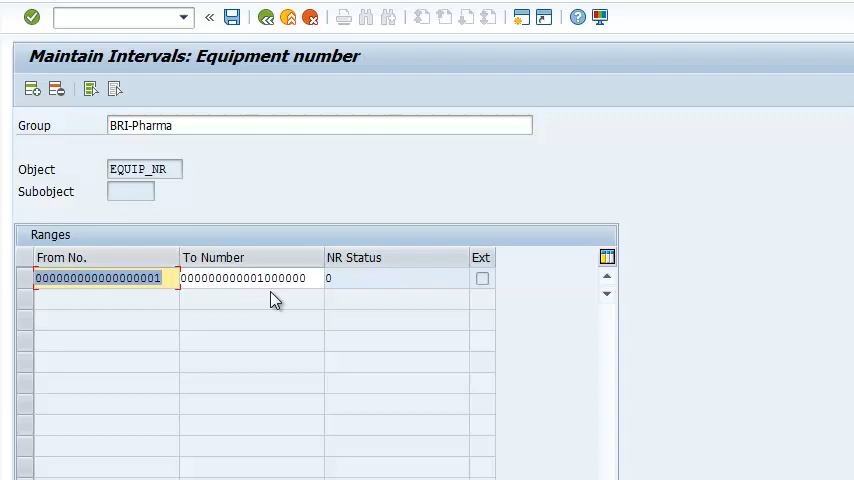 Maintain Intervals: Equipment number
Group BRI-Pharma
Object EQUIP_NR
Subobject
Ranges
From No. To Number NR Status Ext
000000000000000001 000000000001000000 0